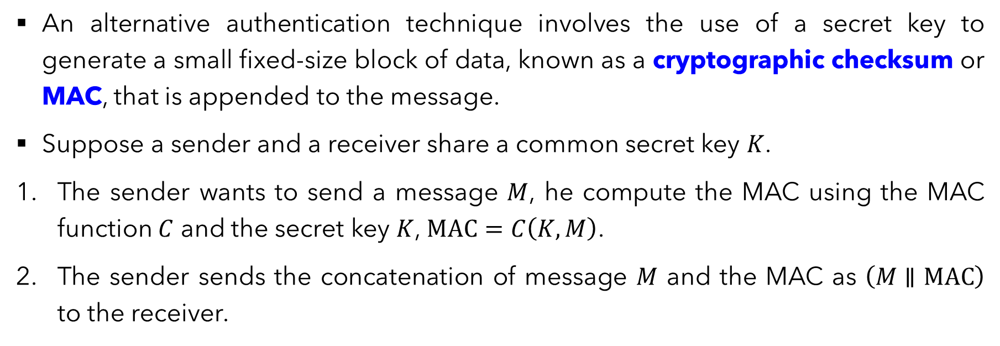 ▪ An alternative authentication technique involves the use of a secret key to
generate a small fixed-size block of data, known as a cryptographic checksum or
MAC, that is appended to the message.
▪ Suppose a sender and a receiver share a common secret key K.
1. The sender wants to send a message M, he compute the MAC using the MAC
function C and the secret key K, MAC = C(K, M).
2. The sender sends the concatenation of message M and the MAC as (M ∥ MAC)
to the receiver.